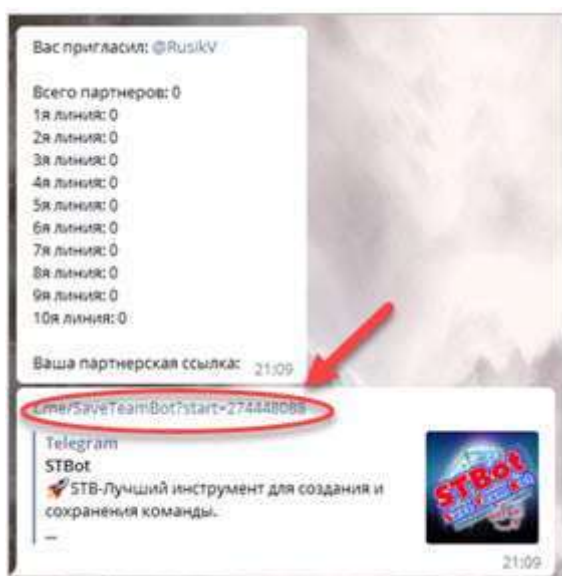 Вас пригласил: @RusikV
Всего партнеров: 0
1я линия: 0
2я линия: 0
3я линия: 0
4я линия: 0
5я линия: 0
6я линия: 0
7я линия: 0
8я линия: 0
9я линия: 0
10я линия: 0
Ваша партнерская ссылка: 21:09
t.me/SaveTeamBot?start=274448088
Telegram
STBot
🚀STB-Лучший инструмент для создания и
сохранения команды.
...
STBot
21:09